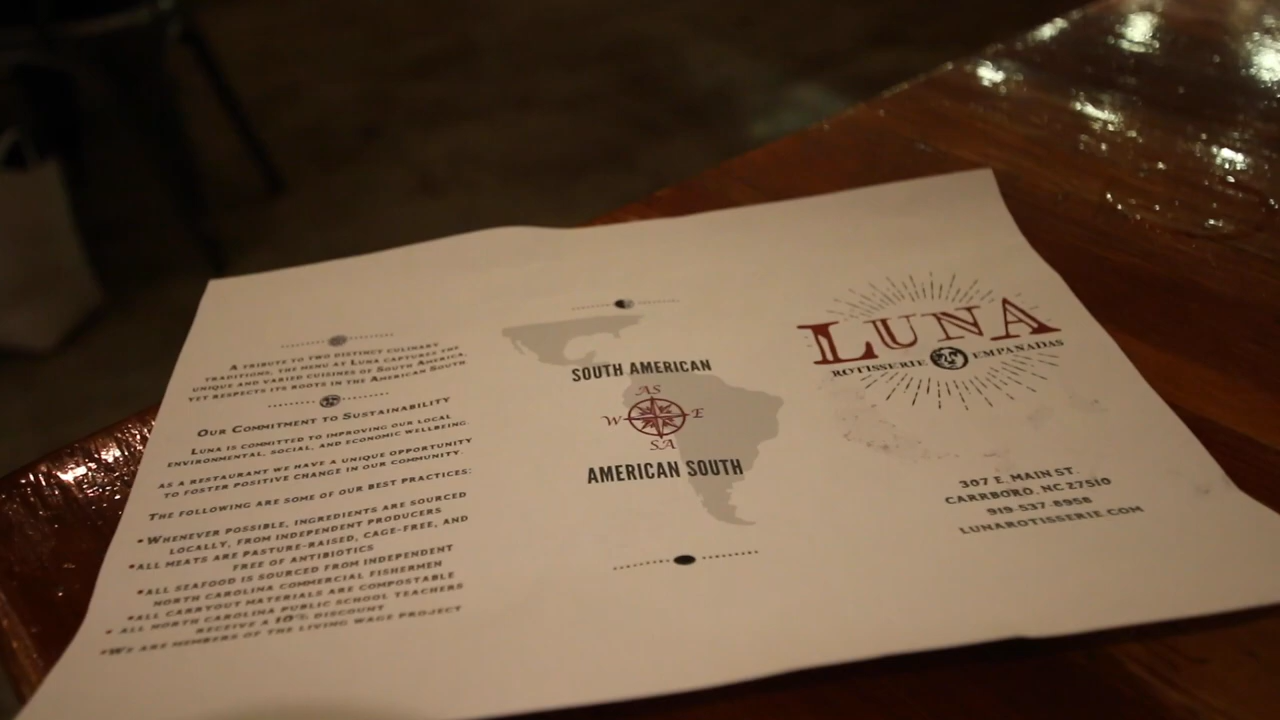 A TRIBUTE TO TWO DISTINCT CULINARY
TRADITIONS, THE MENU AT LUNA CAPTURES THE
UNIQUE AND VARIED CUISINES OF SOUTH AMERICA,
YET RESPECTS ITS ROOTS IN THE AMERICAN SOUTH
OUR COMMITMENT TO SUSTAINABILITY
LUNA IS COMMITTED TO IMPROVING OUR LOCAL
ENVIRONMENTAL, SOCIAL, AND ECONOMIC WELLBEING.
AS A RESTAURANT WE HAVE A UNIQUE OPPORTUNITY
TO FOSTER POSITIVE CHANGE IN OUR COMMUNITY.
THE FOLLOWING ARE SOME OF OUR BEST PRACTICES:
•WHENEVER POSSIBLE, INGREDIENTS ARE SOURCED
LOCALLY, FROM INDEPENDENT PRODUCERS
•ALL MEATS ARE PASTURE-RAISED, CAGE-FREE, AND
FREE OF ANTIBIOTICS
•ALL SEAFOOD IS SOURCED FROM INDEPENDENT
NORTH CAROLINA COMMERCIAL FISHERMEN
•ALL CARRYOUT MATERIALS ARE COMPOSTABLE
• ALL NORTH CAROLINA PUBLIC SCHOOL TEACHERS
RECEIVE A 10% DISCOUNT
•WE ARE MEMBERS OF THE LIVING WAGE PROJECT
SOUTH AMERICAN
AS
W E
SA
AMERICAN SOUTH
LUNA
ROTISSERIE EMPANADAS
307 E. MAIN ST.
CARRBORO, NC 27510
919-537-8958
LUNAROTISSERIE.COM